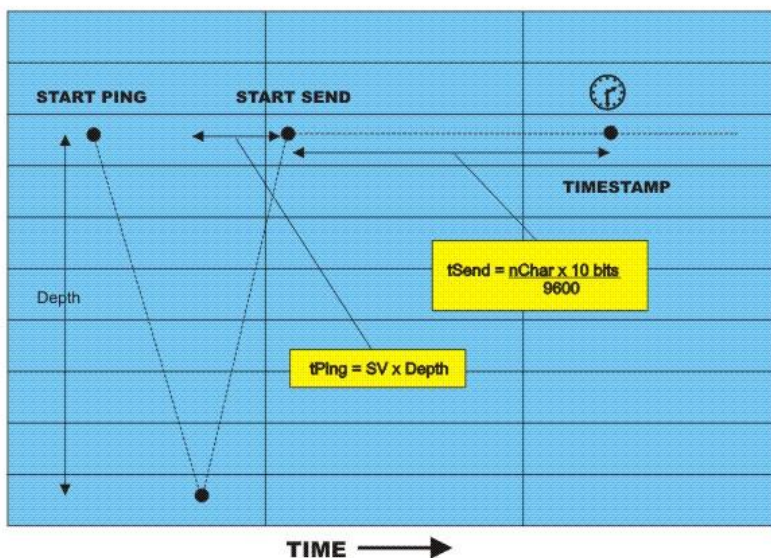 START PING
START SEND
TIMESTAMP
tSend = nChar x 10 bits
9600
Depth
tPing = SV x Depth
TIME